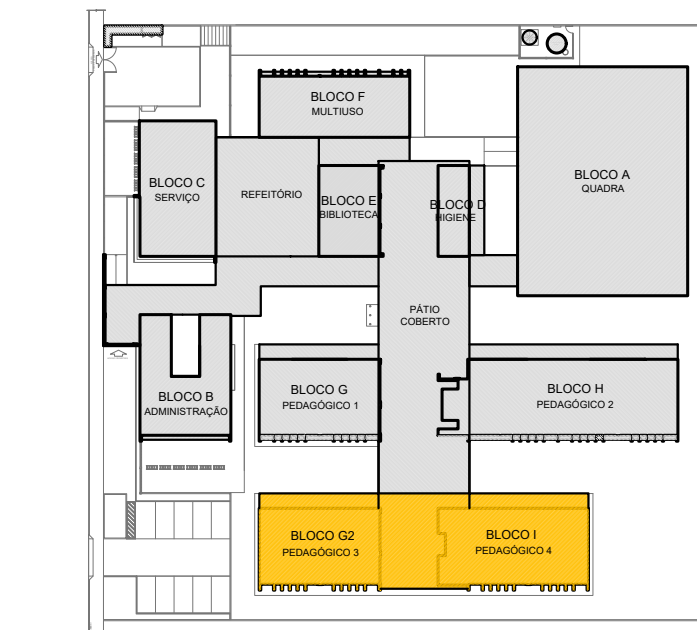 BLOCO F
MULTIUSO
BLOCO C
SERVIÇO
REFEITÓRIO
BLOCO E
BIBLIOTECA
BLOCO D
HIGIENE
BLOCO A
QUADRA
PÁTIO
COBERTO
BLOCO B
ADMINISTRAÇÃO
BLOCO G
PEDAGÓGICO 1
BLOCO H
PEDAGÓGICO 2
BLOCO G2
PEDAGÓGICO 3
BLOCO I
PEDAGÓGICO 4